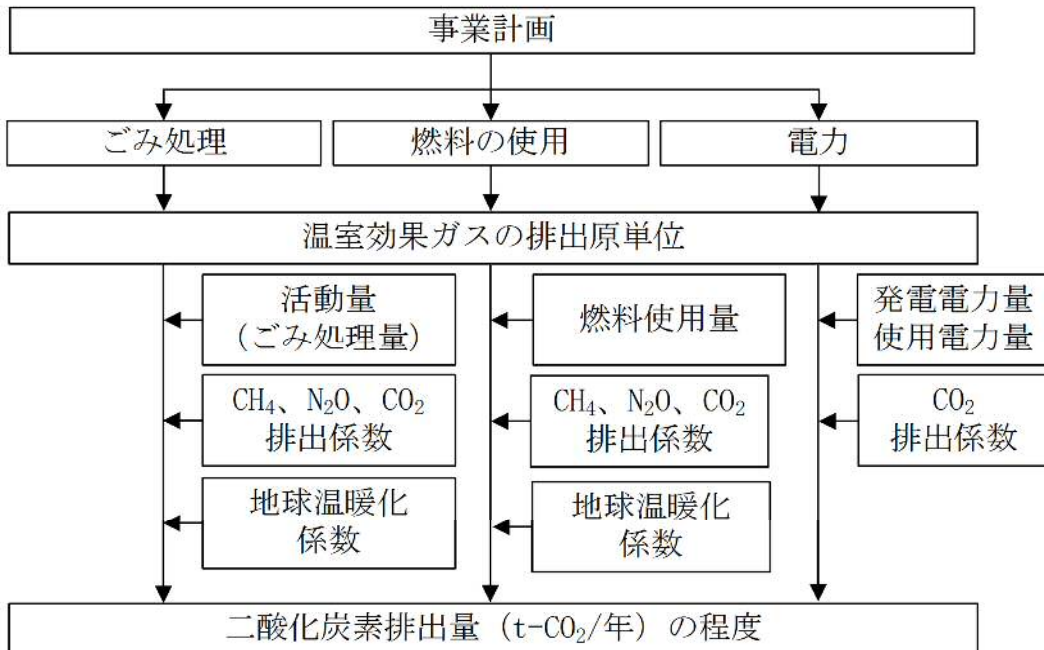 事業計画
ごみ処理
燃料の使用
電力
温室効果ガスの排出原単位
活動量
(ごみ処理量)
燃料使用量
発電電力量
使用電力量
CH₄、N₂O、CO₂
排出係数
CH₄、N₂O、CO₂
排出係数
CO₂
排出係数
地球温暖化
係数
地球温暖化
係数
二酸化炭素排出量（t-CO₂/年）の程度